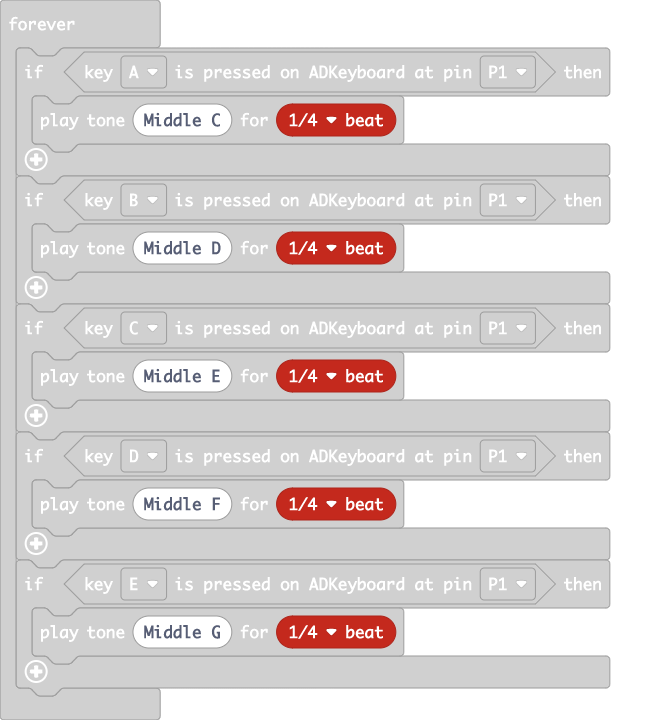 forever
if key A is pressed on ADKeyboard at pin P1 then
play tone Middle C for 1/4 beat
if key B is pressed on ADKeyboard at pin P1 then
play tone Middle D for 1/4 beat
if key C is pressed on ADKeyboard at pin P1 then
play tone Middle E for 1/4 beat
if key D is pressed on ADKeyboard at pin P1 then
play tone Middle F for 1/4 beat
if key E is pressed on ADKeyboard at pin P1 then
play tone Middle G for 1/4 beat